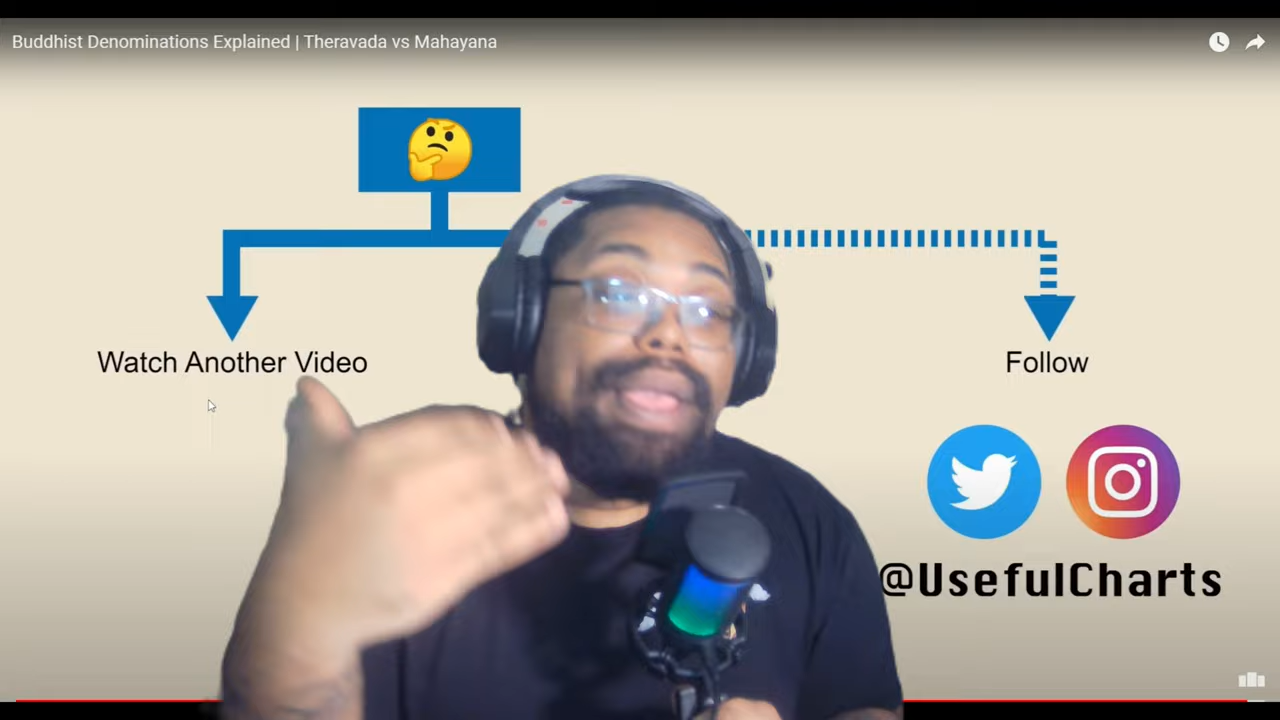 Buddhist Denominations Explained | Theravada vs Mahayana
Watch Another Video
Follow
@UsefulCharts